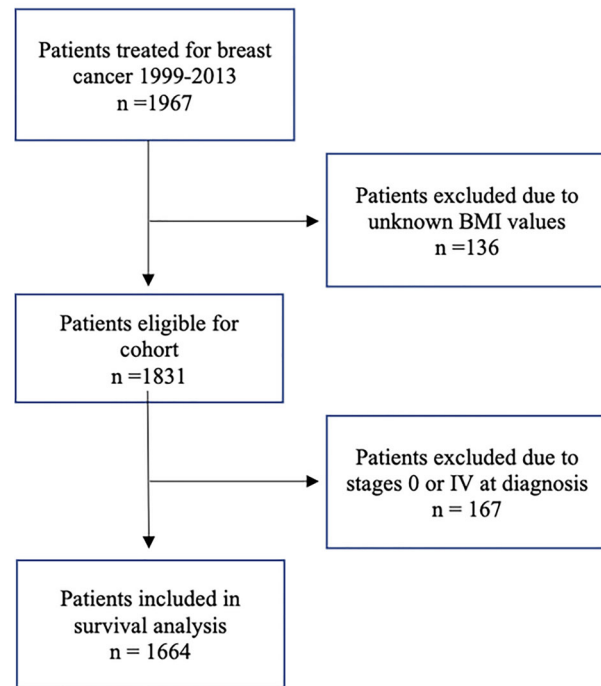 Patients treated for breast
cancer 1999-2013
n =1967
Patients excluded due to
unknown BMI values
n =136
Patients eligible for
cohort
n =1831
Patients excluded due to
stages 0 or IV at diagnosis
n = 167
Patients included in
survival analysis
n = 1664